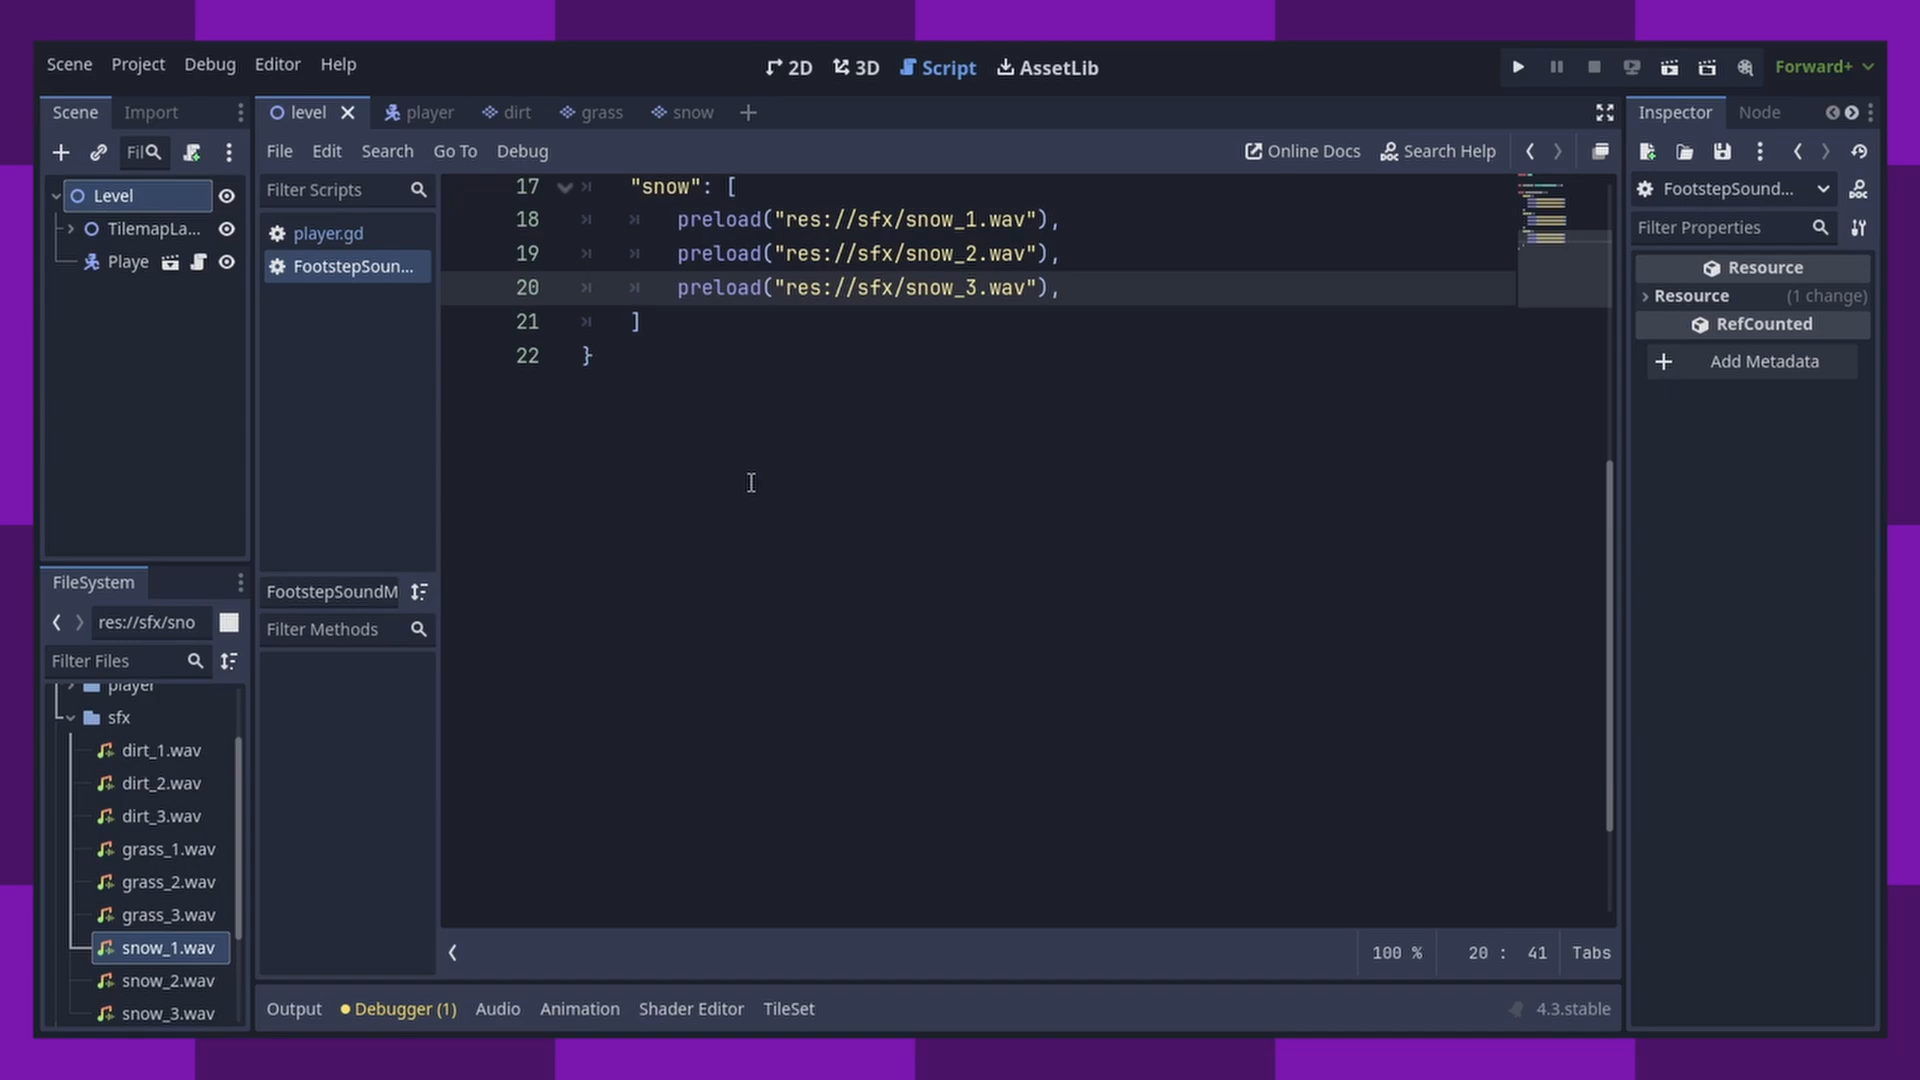 Scene Project Debug Editor Help
2D 3D Script AssetLib
Forward+
Scene Import
level player dirt grass snow
Inspector Node
Fil
File Edit Search Go To Debug
Online Docs Search Help
Level
TilemapLa...
Playe
Filter Scripts
player.gd
FootstepSoun...
17 "snow": [
18 preload("res://sfx/snow_1.wav"),
19 preload("res://sfx/snow_2.wav"),
20 preload("res://sfx/snow_3.wav"),
21 ]
22 }
FootstepSound...
Filter Properties
Resource
Resource (1 change)
RefCounted
Add Metadata
FileSystem
res://sfx/sno
Filter Files
player
sfx
dirt_1.wav
dirt_2.wav
dirt_3.wav
grass_1.wav
grass_2.wav
grass_3.wav
snow_1.wav
snow_2.wav
snow_3.wav
FootstepSoundM
Filter Methods
100 % 20 : 41 Tabs
Output Debugger (1) Audio Animation Shader Editor TileSet
4.3.stable